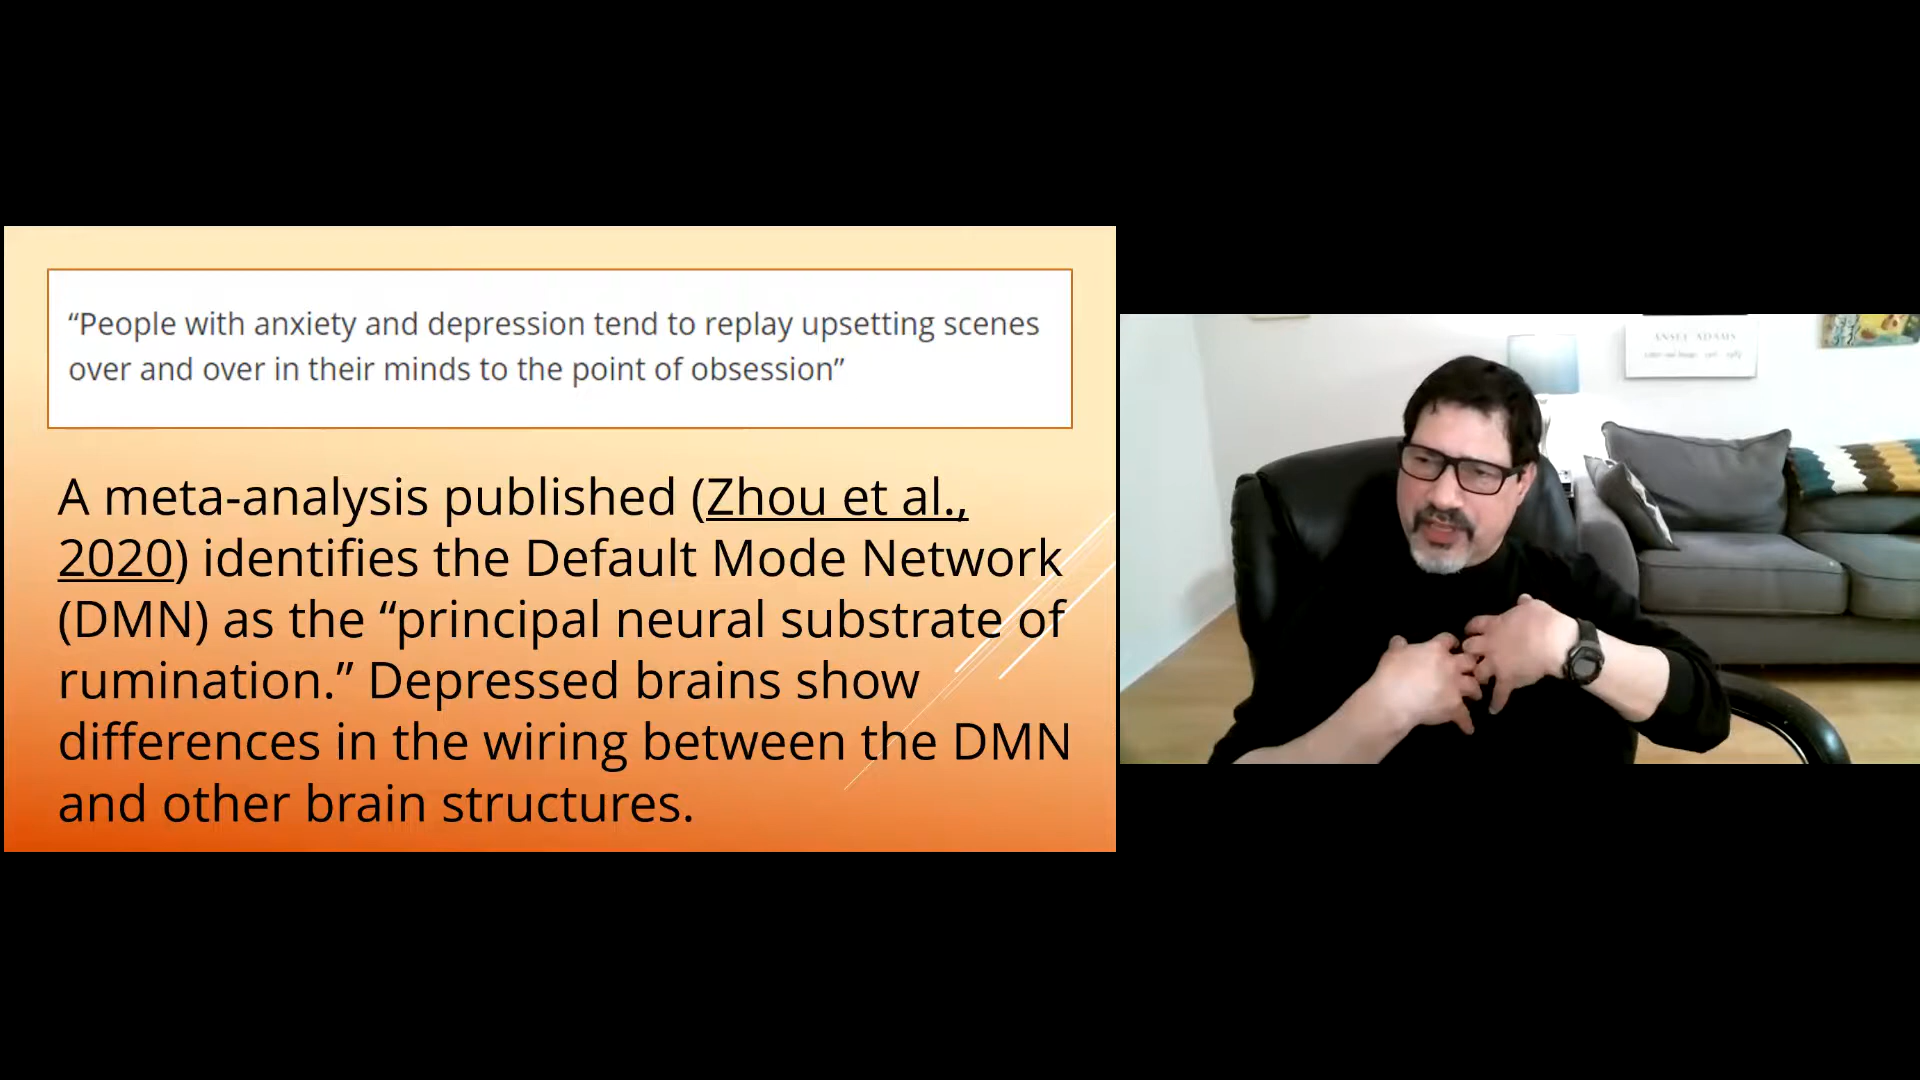 “People with anxiety and depression tend to replay upsetting scenes
over and over in their minds to the point of obsession”
A meta-analysis published (Zhou et al.,
2020) identifies the Default Mode Network
(DMN) as the “principal neural substrate of
rumination.” Depressed brains show
differences in the wiring between the DMN
and other brain structures.
ANSEL ADAMS